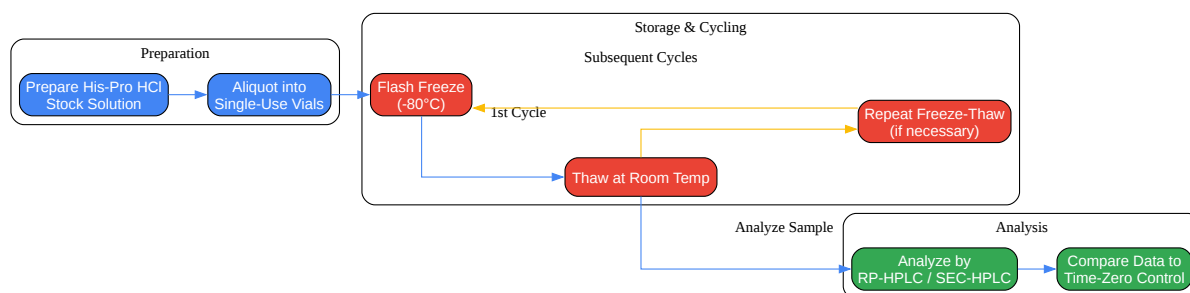 Storage & Cycling
Preparation
Subsequent Cycles
Prepare His-Pro HCl
Stock Solution
Aliquot into
Single-Use Vials
Flash Freeze
(-80°C)
1st Cycle
Repeat Freeze-Thaw
(if necessary)
Thaw at Room Temp
Analyze Sample
Analysis
Analyze by
RP-HPLC / SEC-HPLC
Compare Data to
Time-Zero Control